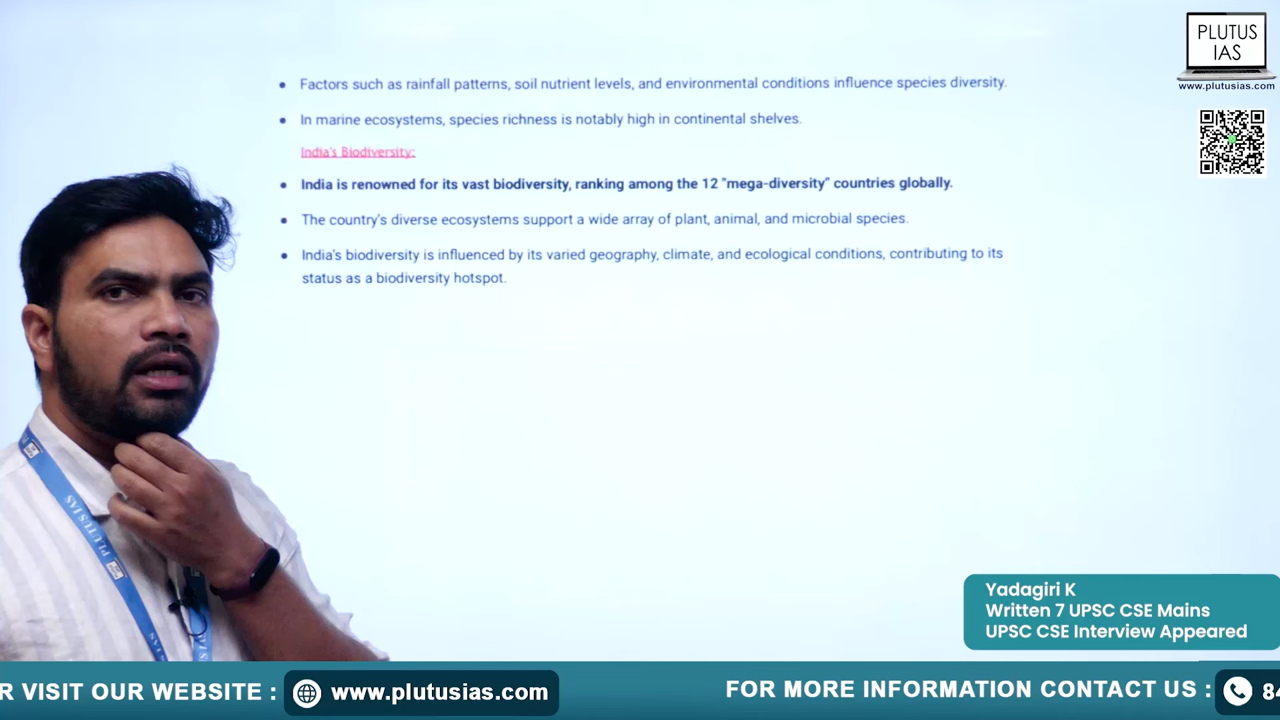 PLUTUS
IAS
www.plutusias.com
● Factors such as rainfall patterns, soil nutrient levels, and environmental conditions influence species diversity.
● In marine ecosystems, species richness is notably high in continental shelves.
India's Biodiversity:
● India is renowned for its vast biodiversity, ranking among the 12 "mega-diversity" countries globally.
● The country's diverse ecosystems support a wide array of plant, animal, and microbial species.
● India's biodiversity is influenced by its varied geography, climate, and ecological conditions, contributing to its
status as a biodiversity hotspot.
PLUTUSIAS
Yadagiri K
Written 7 UPSC CSE Mains
UPSC CSE Interview Appeared
R VISIT OUR WEBSITE : www.plutusias.com FOR MORE INFORMATION CONTACT US : 84